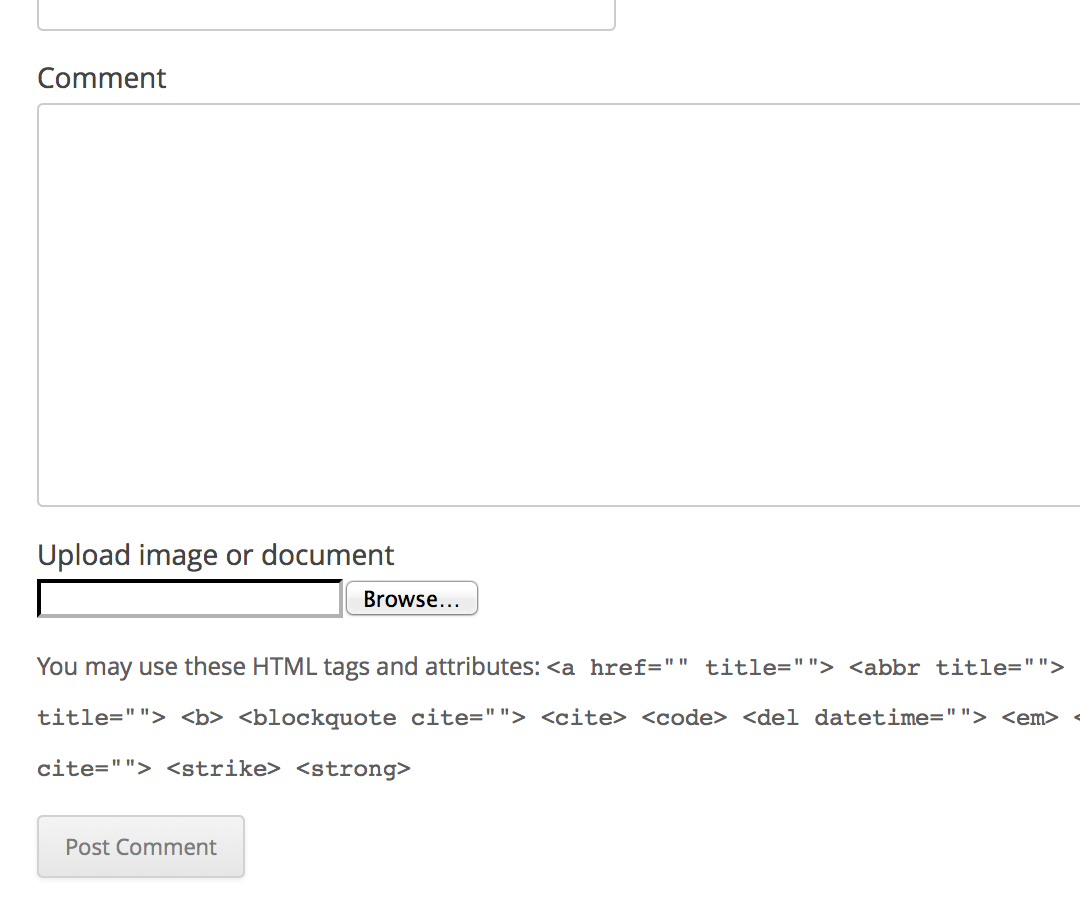 Comment
Upload image or document
Browse...
You may use these HTML tags and attributes: <a href="" title=""> <abbr title="">
title=""> <b> <blockquote cite=""> <cite> <code> <del datetime=""> <em> <
cite=""> <strike> <strong>
Post Comment